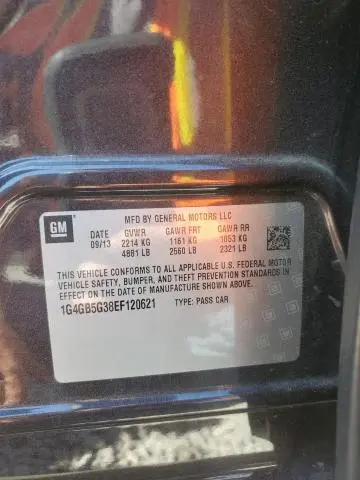 MFD BY GENERAL MOTORS LLC
GM DATE GVWR GAWR FRT GAWR RR
09/13 2214 KG 1161 KG 1053 KG
4881 LB 2560 LB 2321 LB
THIS VEHICLE CONFORMS TO ALL APPLICABLE U.S. FEDERAL MOTOR
VEHICLE SAFETY, BUMPER, AND THEFT PREVENTION STANDARDS
IN EFFECT ON THE DATE OF MANUFACTURE SHOWN ABOVE.
1G4GB5G38EF120621 TYPE: PASS CAR